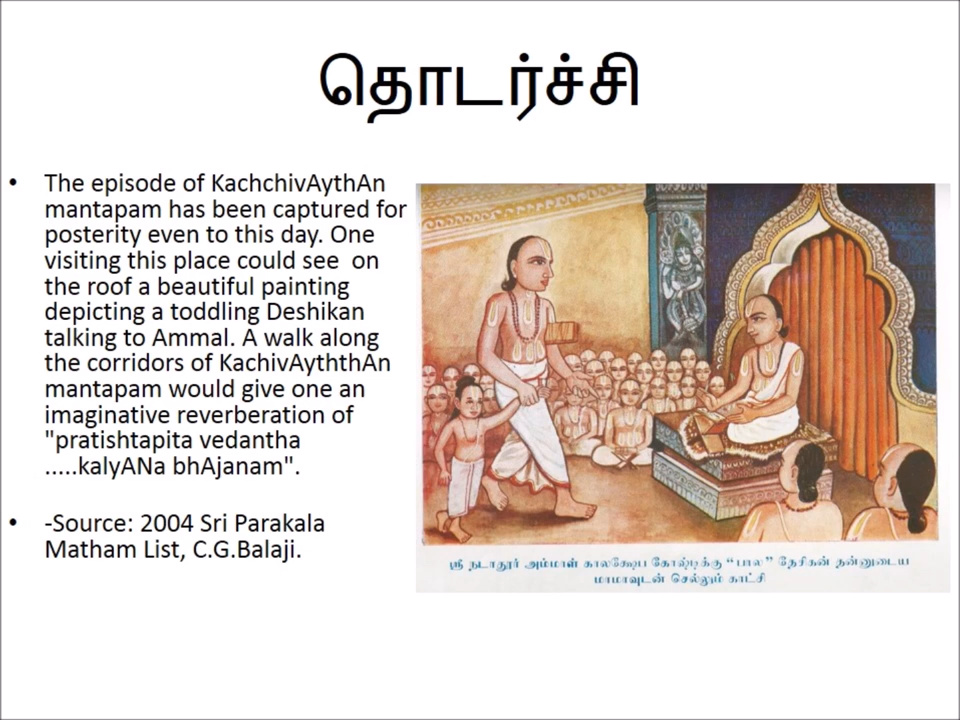 தொடர்ச்சி
• The episode of KachchivAythAn
mantapam has been captured for
posterity even to this day. One
visiting this place could see on
the roof a beautiful painting
depicting a toddling Deshikan
talking to Ammal. A walk along
the corridors of KachivAyththAn
mantapam would give one an
imaginative reverberation of
"pratishtapita vedantha
.....kalyANa bhAjanam".
• -Source: 2004 Sri Parakala
Matham List, C.G.Balaji.
ஸ்ரீ நடாதூர் அம்மாள் காலக்ஷேப கோஷ்டிக்கு “பால” தேசிகன் தன்னுடைய
மாமாவுடன் செல்லும் காட்சி